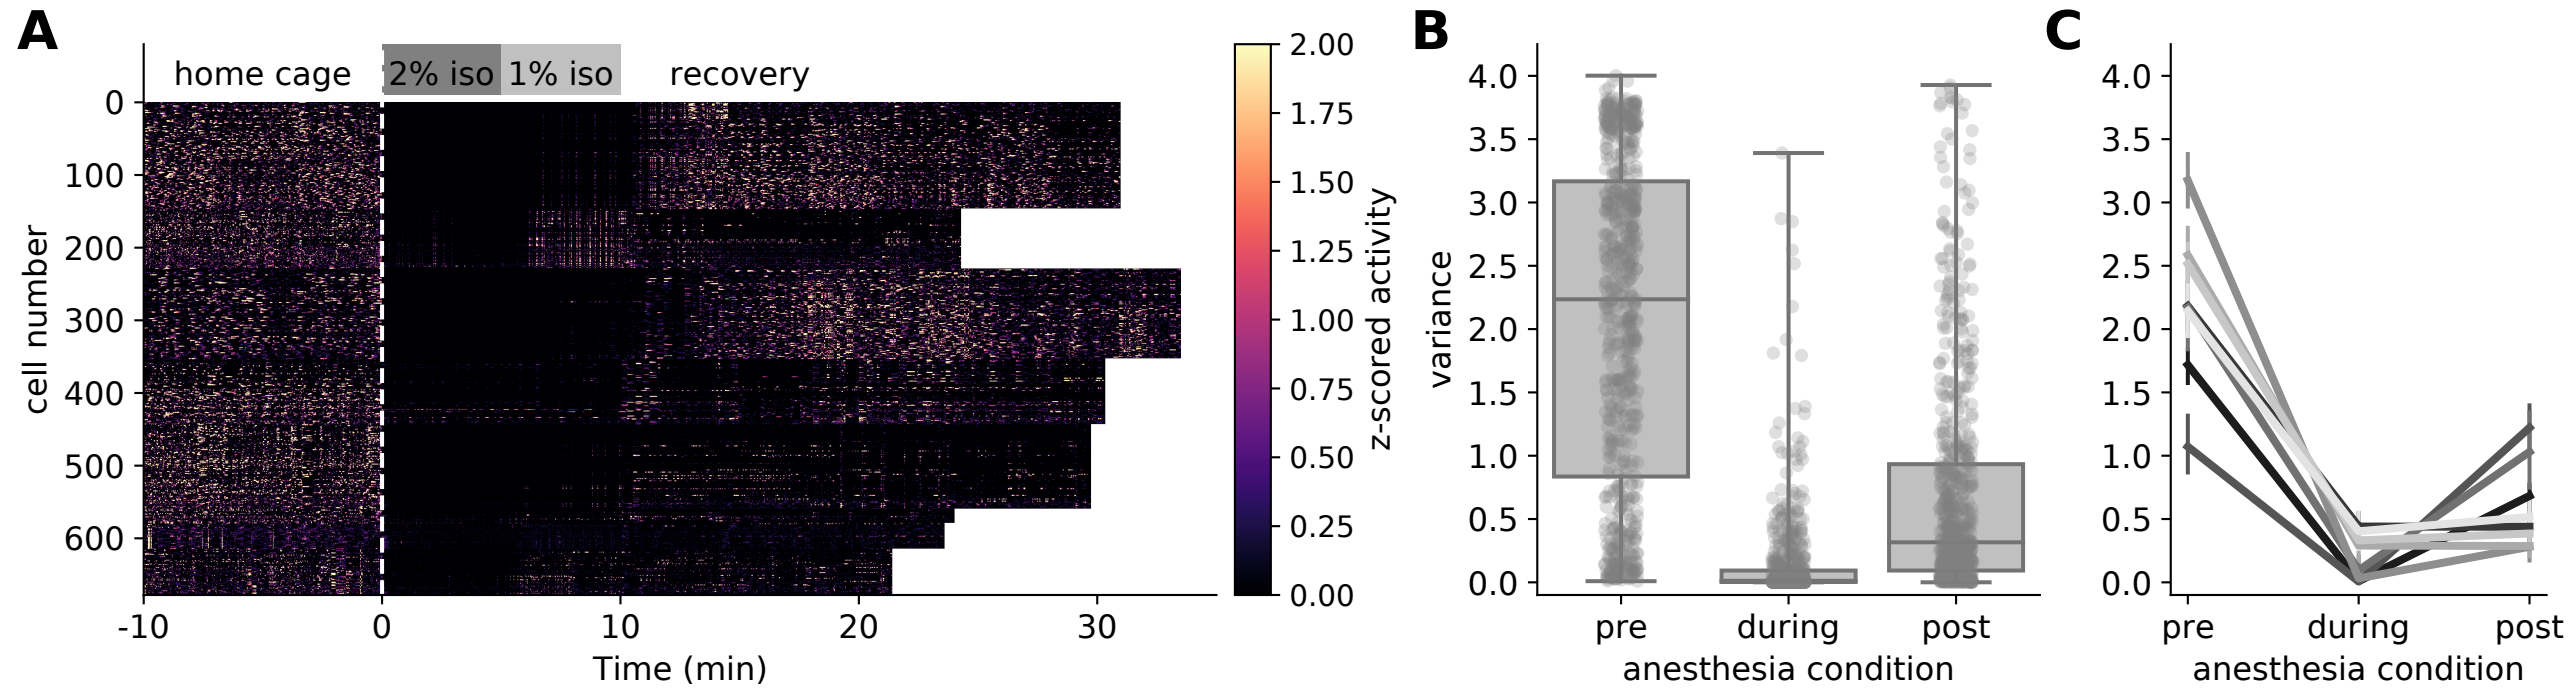 A
home cage
2% iso
1% iso
recovery
0
100
200
300
400
500
600
cell number
-10
0
10
20
30
Time (min)
2.00
1.75
1.50
1.25
1.00
0.75
0.50
0.25
0.00
z-scored activity
B
4.0
3.5
3.0
2.5
2.0
1.5
1.0
0.5
0.0
variance
pre
during
post
anesthesia condition
C
4.0
3.5
3.0
2.5
2.0
1.5
1.0
0.5
0.0
pre
during
post
anesthesia condition